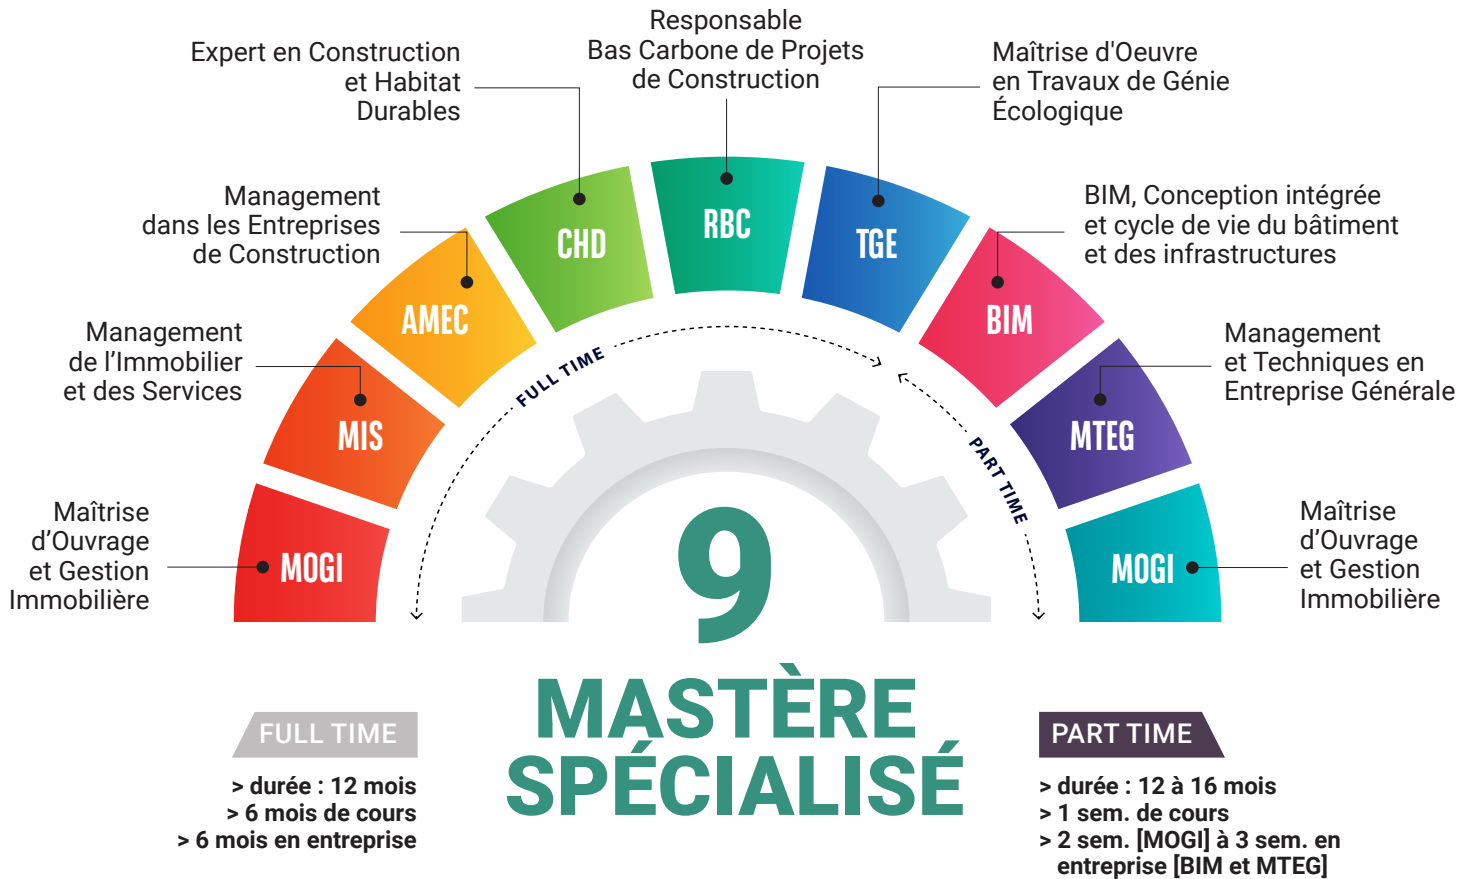 Responsable
Bas Carbone de Projets
de Construction
Expert en Construction
et Habitat
Durables
Maîtrise d'Oeuvre
en Travaux de Génie
Écologique
Management
dans les Entreprises
de Construction
BIM, Conception intégrée
et cycle de vie du bâtiment
et des infrastructures
Management
de l’Immobilier
et des Services
Management
et Techniques en
Entreprise Générale
Maîtrise
d’Ouvrage
et Gestion
Immobilière
Maîtrise
d’Ouvrage
et Gestion
Immobilière
MOGI
MIS
AMEC
CHD
RBC
TGE
BIM
MTEG
MOGI
FULL TIME
PART TIME
9
MASTÈRE
SPÉCIALISÉ
FULL TIME
> durée : 12 mois
> 6 mois de cours
> 6 mois en entreprise
PART TIME
> durée : 12 à 16 mois
> 1 sem. de cours
> 2 sem. [MOGI] à 3 sem. en
entreprise [BIM et MTEG]